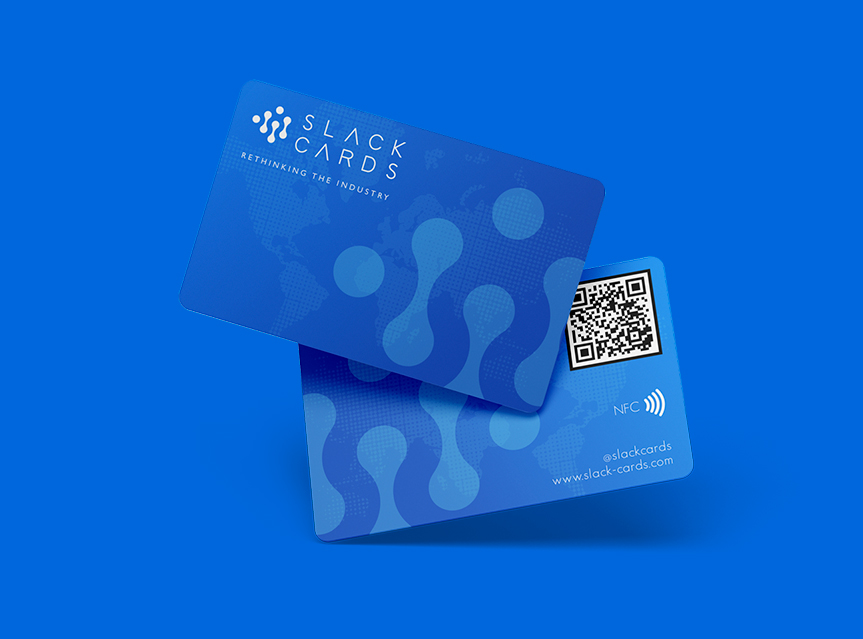 SLACK
CARDS
RETHINKING THE INDUSTRY
NFC
@slackcards
www.slack-cards.com